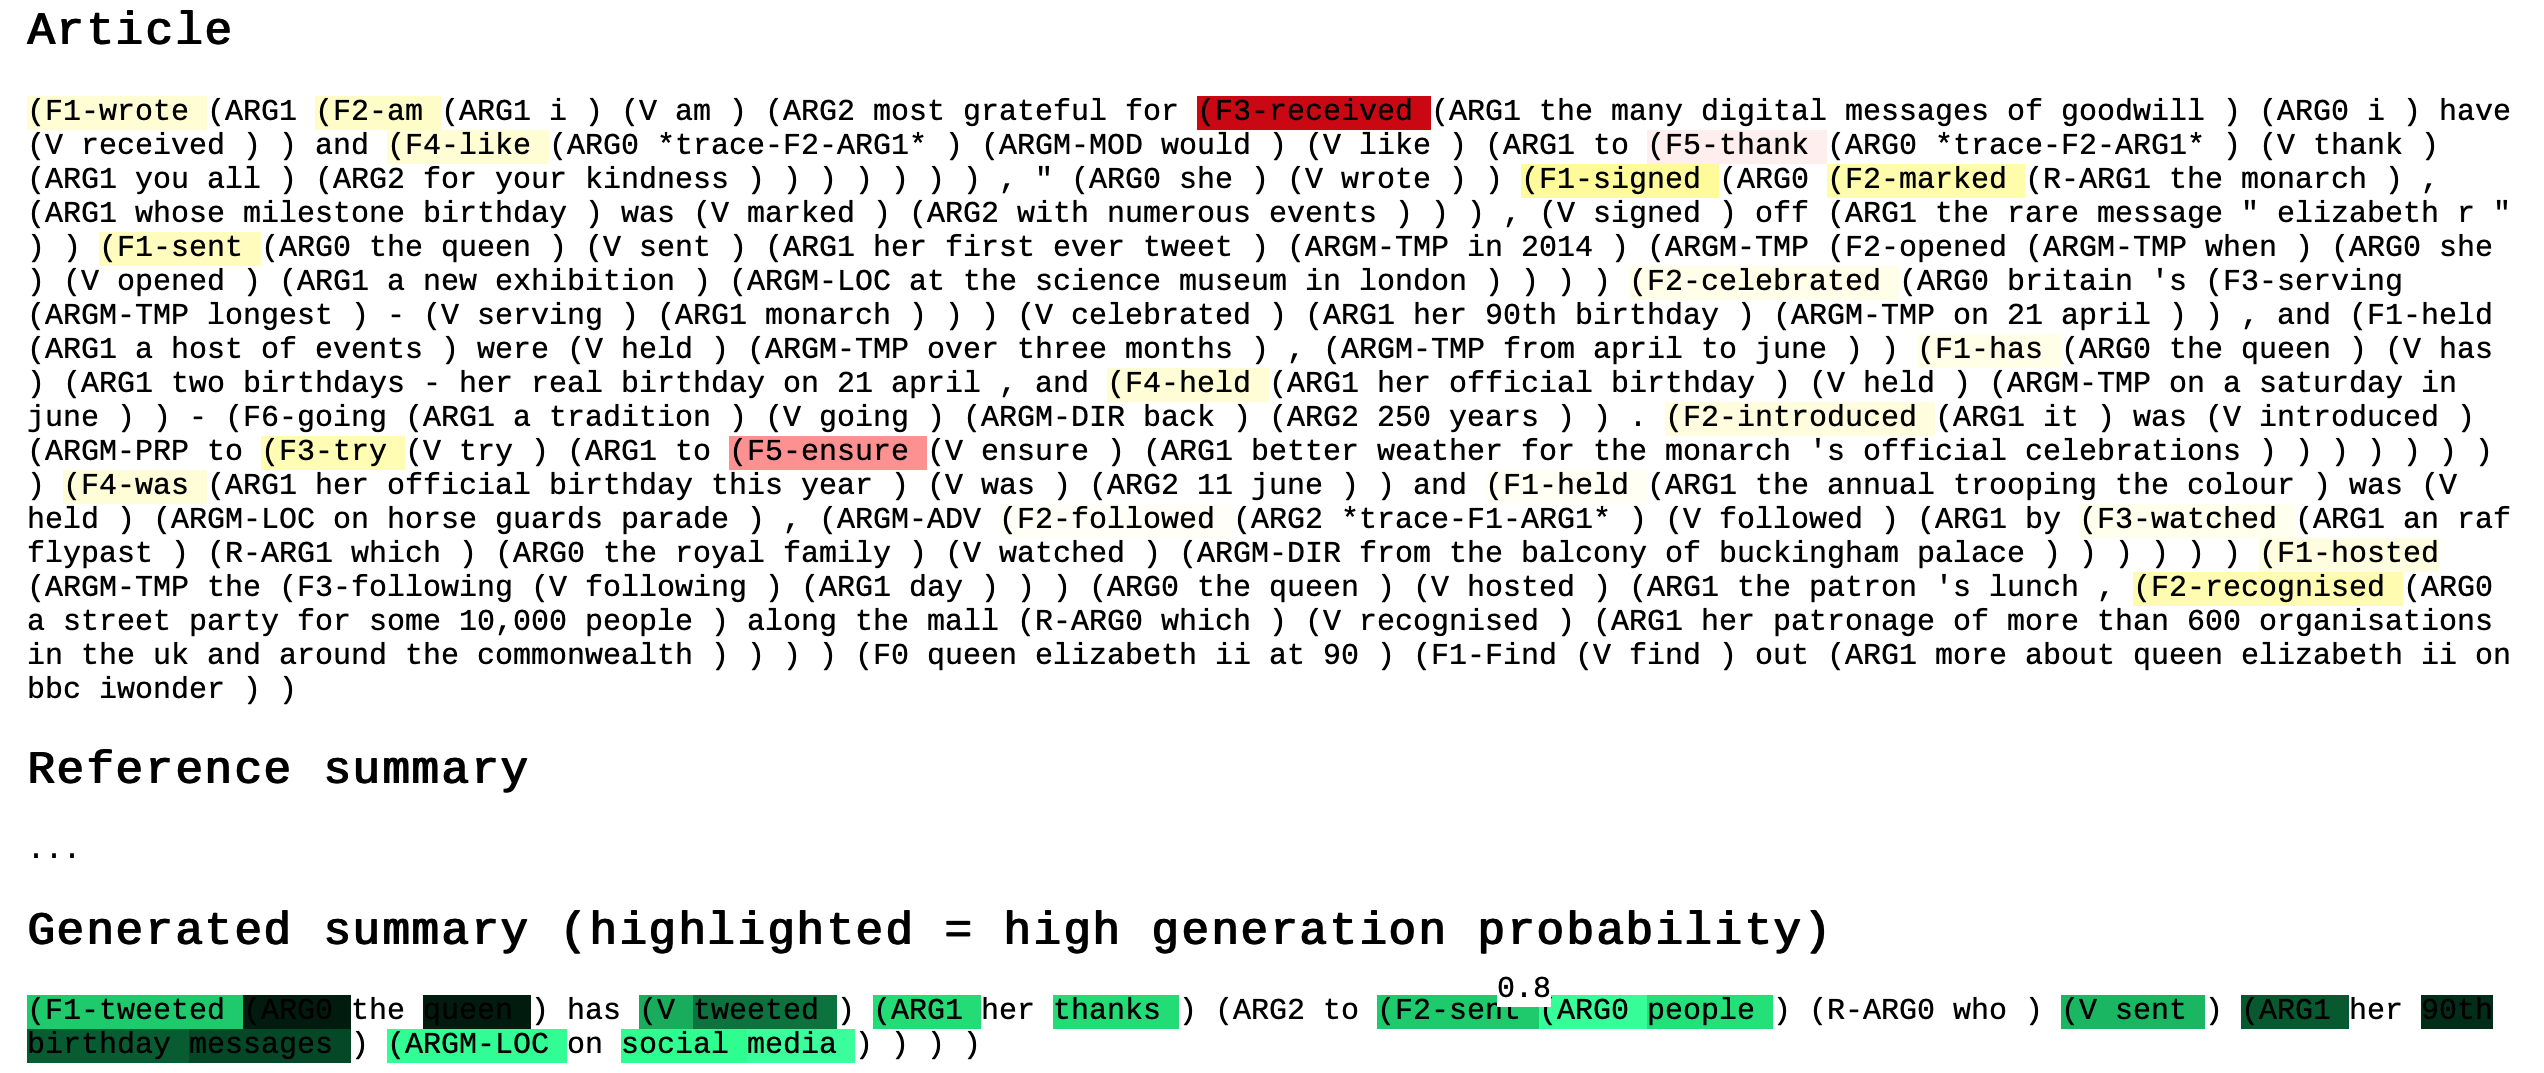 Article
(F1-wrote (ARG1 (F2-am (ARG1 i ) (V am ) (ARG2 most grateful for (F3-received (ARG1 the many digital messages of goodwill ) (ARG0 i ) have
(V received ) ) and (F4-like (ARG0 *trace-F2-ARG1* ) (ARGM-MOD would ) (V like ) (ARG1 to (F5-thank (ARG0 *trace-F2-ARG1* ) (V thank )
(ARG1 you all ) (ARG2 for your kindness ) ) ) ) ) ) ) , " (ARG0 she ) (V wrote ) ) (F1-signed (ARG0 (F2-marked (R-ARG1 the monarch ) ,
(ARG1 whose milestone birthday ) was (V marked ) (ARG2 with numerous events ) ) ) , (V signed ) off (ARG1 the rare message " elizabeth r "
) ) (F1-sent (ARG0 the queen ) (V sent ) (ARG1 her first ever tweet ) (ARGM-TMP in 2014 ) (ARGM-TMP (F2-opened (ARGM-TMP when ) (ARG0 she
) (V opened ) (ARG1 a new exhibition ) (ARGM-LOC at the science museum in london ) ) ) ) (F2-celebrated (ARG0 britain 's (F3-serving
(ARGM-TMP longest ) - (V serving ) (ARG1 monarch ) ) ) (V celebrated ) (ARG1 her 90th birthday ) (ARGM-TMP on 21 april ) ) , and (F1-held
(ARG1 a host of events ) were (V held ) (ARGM-TMP over three months ) , (ARGM-TMP from april to june ) ) (F1-has (ARG0 the queen ) (V has
) (ARG1 two birthdays - her real birthday on 21 april , and (F4-held (ARG1 her official birthday ) (V held ) (ARGM-TMP on a saturday in
june ) ) - (F6-going (ARG1 a tradition ) (V going ) (ARGM-DIR back ) (ARG2 250 years ) ) . (F2-introduced (ARG1 it ) was (V introduced )
(ARGM-PRP to (F3-try (V try ) (ARG1 to (F5-ensure (V ensure ) (ARG1 better weather for the monarch 's official celebrations ) ) ) ) ) ) )
) (F4-was (ARG1 her official birthday this year ) (V was ) (ARG2 11 june ) ) and (F1-held (ARG1 the annual trooping the colour ) was (V
held ) (ARGM-LOC on horse guards parade ) , (ARGM-ADV (F2-followed (ARG2 *trace-F1-ARG1* ) (V followed ) (ARG1 by (F3-watched (ARG1 an raf
flypast ) (R-ARG1 which ) (ARG0 the royal family ) (V watched ) (ARGM-DIR from the balcony of buckingham palace ) ) ) ) ) ) (F1-hosted
(ARGM-TMP the (F3-following (V following ) (ARG1 day ) ) ) (ARG0 the queen ) (V hosted ) (ARG1 the patron 's lunch , (F2-recognised (ARG0
a street party for some 10,000 people ) along the mall (R-ARG0 which ) (V recognised ) (ARG1 her patronage of more than 600 organisations
in the uk and around the commonwealth ) ) ) ) (F0 queen elizabeth ii at 90 ) (F1-Find (V find ) out (ARG1 more about queen elizabeth ii on
bbc iwonder ) )
Reference summary
...
Generated summary (highlighted = high generation probability)
0.8
(F1-tweeted (ARG0 the queen ) has (V tweeted ) (ARG1 her thanks ) (ARG2 to (F2-sent (ARG0 people ) (R-ARG0 who ) (V sent ) (ARG1 her 90th
birthday messages ) (ARGM-LOC on social media ) ) ) )